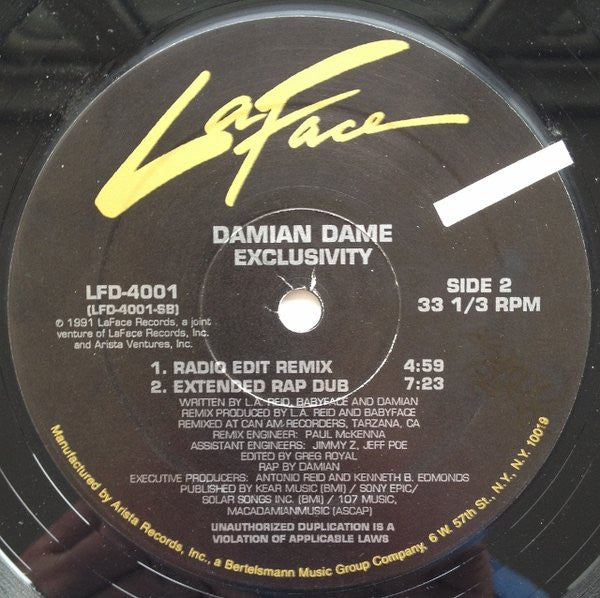 LaFace
DAMIAN DAME
EXCLUSIVITY
LFD-4001
(LFD-4001-SB)
© 1991 LaFace Records, a joint
venture of LaFace Records, Inc.
and Arista Ventures, Inc.
SIDE 2
33 1/3 RPM
1. RADIO EDIT REMIX 4:59
2. EXTENDED RAP DUB 7:23
WRITTEN BY L.A. REID, BABYFACE AND DAMIAN
REMIX PRODUCED BY L.A. REID AND BABYFACE
REMIXED AT CAN AM RECORDERS, TARZANA, CA
REMIX ENGINEER: PAUL McKENNA
ASSISTANT ENGINEERS: JIMMY Z, JEFF POE
EDITED BY GREG ROYAL
RAP BY DAMIAN
EXECUTIVE PRODUCERS: ANTONIO REID AND KENNETH B. EDMONDS
PUBLISHED BY KEAR MUSIC (BMI) / SONY EPIC/
SOLAR SONGS INC. (BMI) / 107 MUSIC,
MACADAMIANMUSIC (ASCAP)
UNAUTHORIZED DUPLICATION IS A
VIOLATION OF APPLICABLE LAWS
Manufactured by Arista Records, Inc., a Bertelsmann Music Group Company, 6 W. 57th St., N.Y., N.Y. 10019